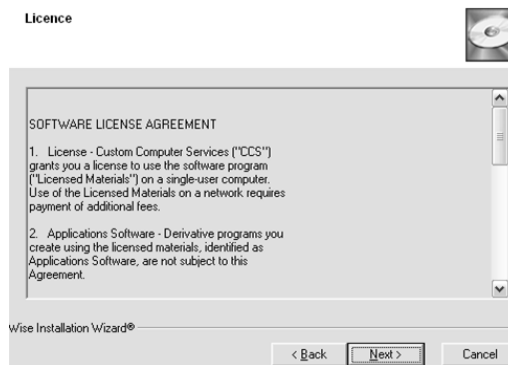 Licence
SOFTWARE LICENSE AGREEMENT
1. License - Custom Computer Services ("CCS")
grants you a license to use the software program
("Licensed Materials") on a single-user computer.
Use of the Licensed Materials on a network requires
payment of additional fees.
2. Applications Software - Derivative programs you
create using the licensed materials, identified as
Applications Software, are not subject to this
Agreement.
Wise Installation Wizard®
< Back Next > Cancel